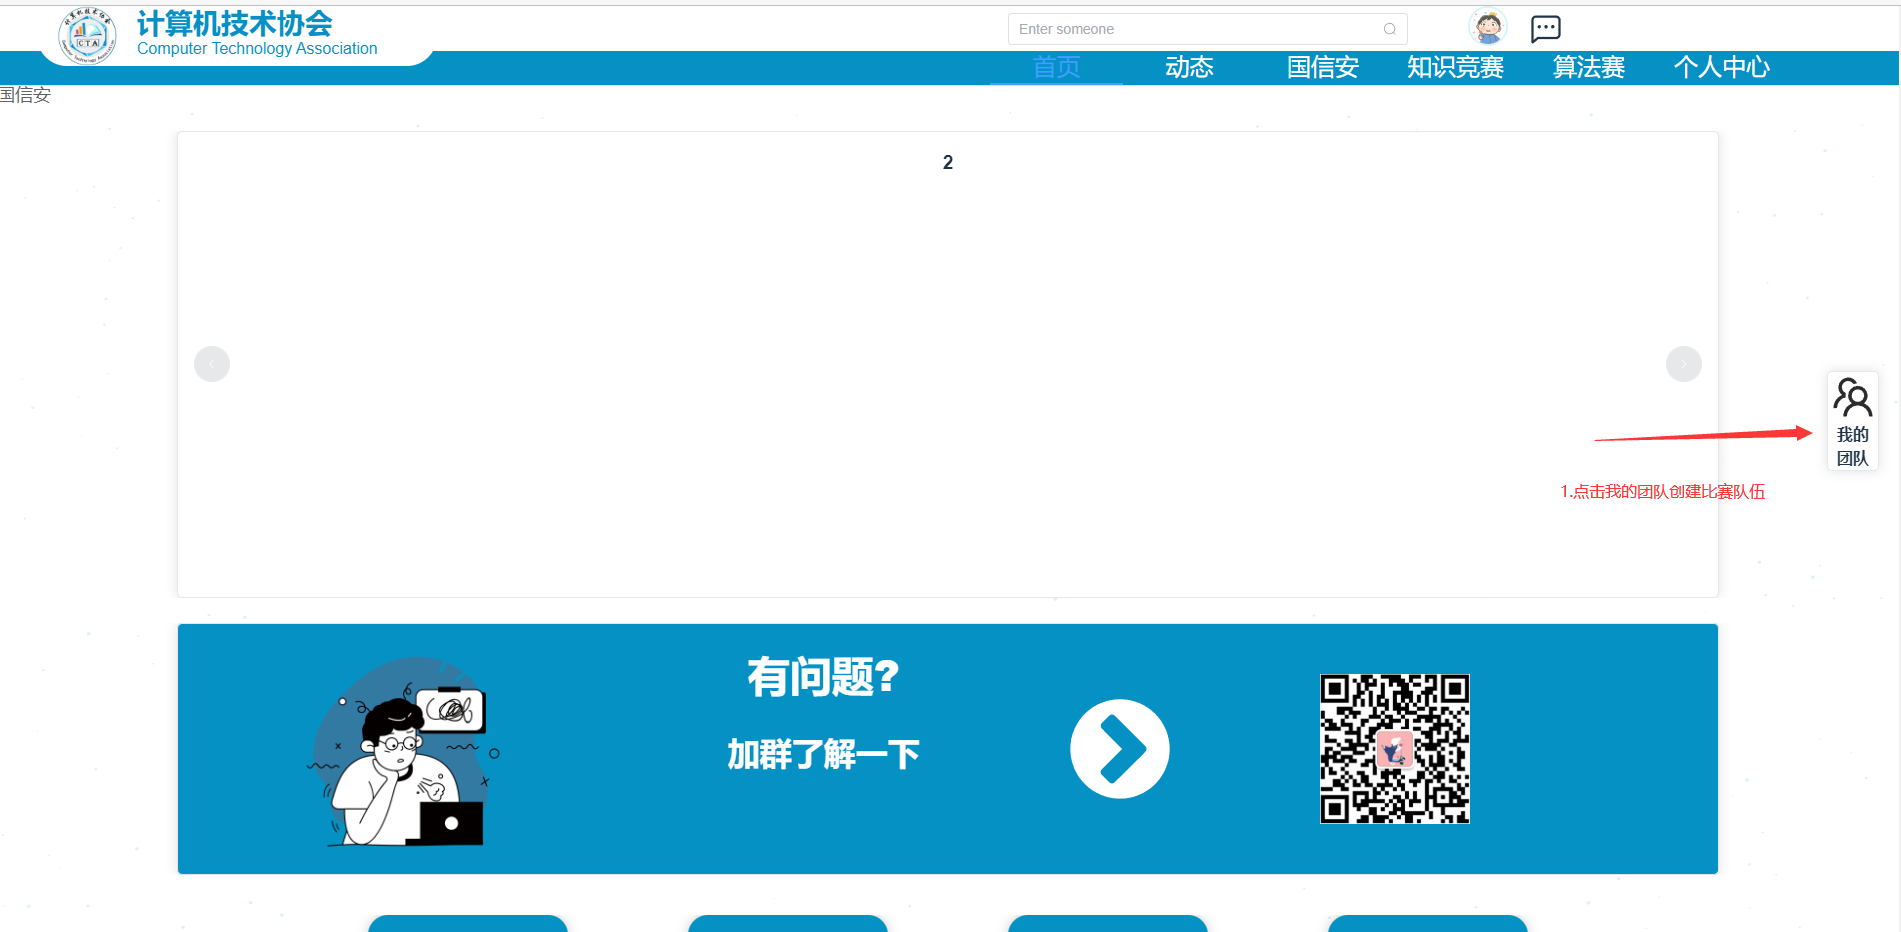 计算机技术协会
Computer Technology Association
CTA
Enter someone
首页 动态 国信安 知识竞赛 算法赛 个人中心
国信安
2
我的
团队
1.点击我的团队创建比赛队伍
有问题?
加群了解一下